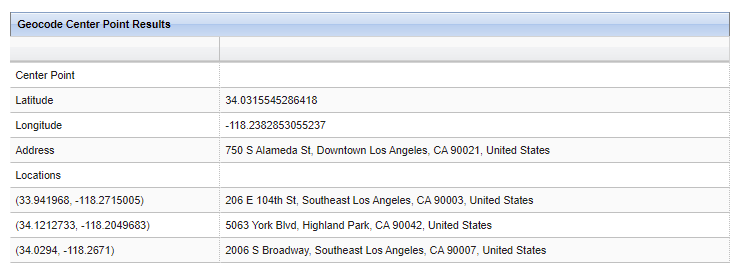 Geocode Center Point Results
Center Point
Latitude 34.0315545286418
Longitude -118.2382853055237
Address 750 S Alameda St, Downtown Los Angeles, CA 90021, United States
Locations
(33.941968, -118.2715005) 206 E 104th St, Southeast Los Angeles, CA 90003, United States
(34.1212733, -118.2049683) 5063 York Blvd, Highland Park, CA 90042, United States
(34.0294, -118.2671) 2006 S Broadway, Southeast Los Angeles, CA 90007, United States